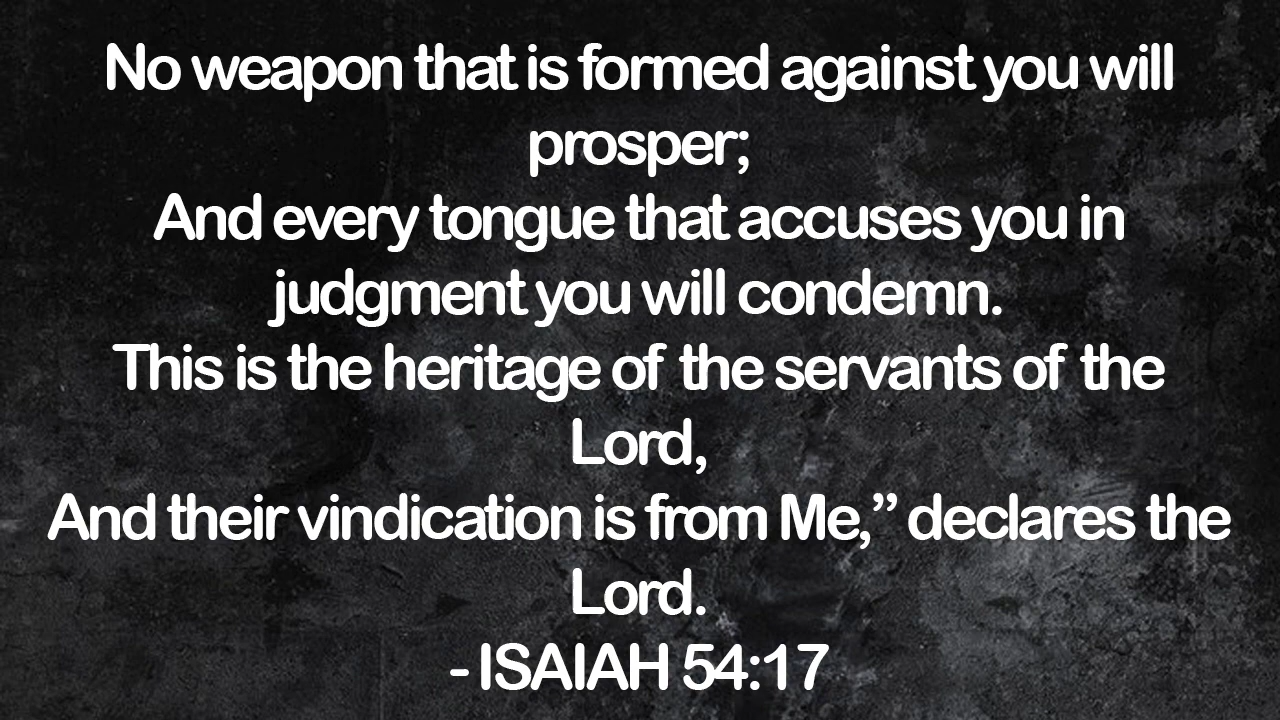 No weapon that is formed against you will
prosper;
And every tongue that accuses you in
judgment you will condemn.
This is the heritage of the servants of the
Lord,
And their vindication is from Me,” declares the
Lord.
- ISAIAH 54:17